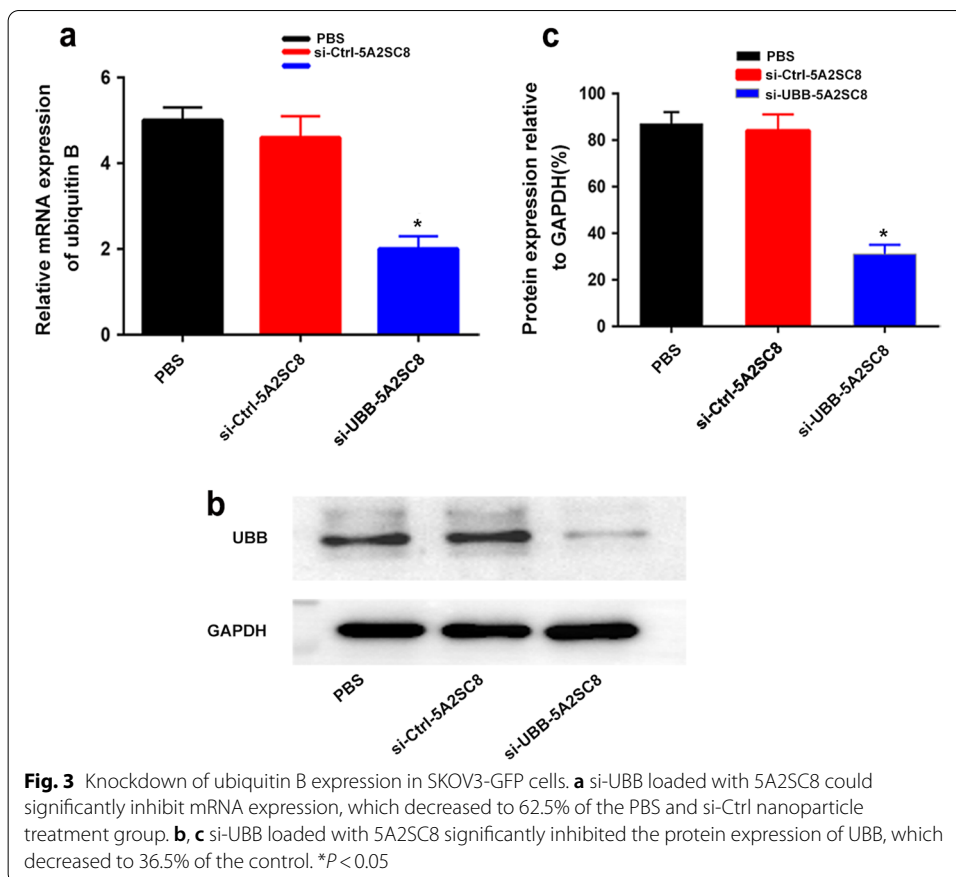 a
PBS
si-Ctrl-5A2SC8
Relative mRNA expression
of ubiquitin B
6
4
2
0
*
PBS
si-Ctrl-5A2SC8
si-UBB-5A2SC8
c
PBS
si-Ctrl-5A2SC8
si-UBB-5A2SC8
Protein expression relative
to GAPDH(%)
100
80
60
40
20
0
*
PBS
si-Ctrl-5A2SC8
si-UBB-5A2SC8
b
UBB
GAPDH
PBS
si-Ctrl-5A2SC8
si-UBB-5A2SC8
Fig. 3 Knockdown of ubiquitin B expression in SKOV3-GFP cells. a si-UBB loaded with 5A2SC8 could
significantly inhibit mRNA expression, which decreased to 62.5% of the PBS and si-Ctrl nanoparticle
treatment group. b, c si-UBB loaded with 5A2SC8 significantly inhibited the protein expression of UBB, which
decreased to 36.5% of the control. *P < 0.05